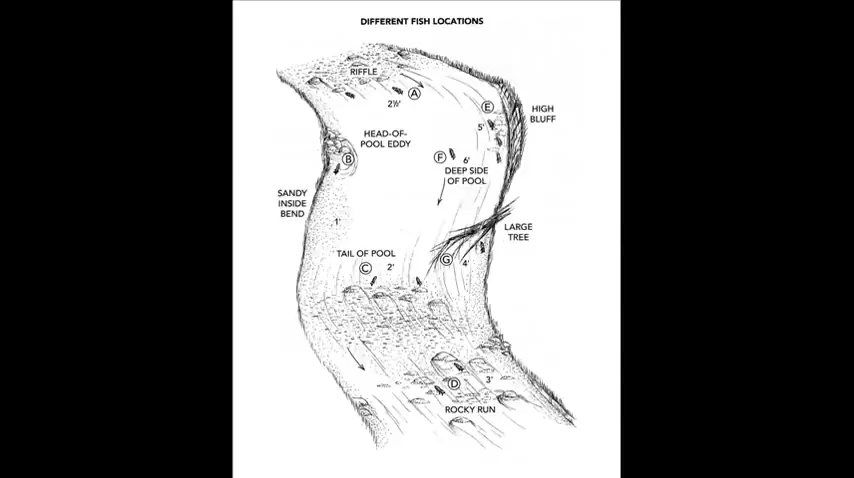 DIFFERENT FISH LOCATIONS
RIFFLE
A
2½'
E
HIGH
BLUFF
5'
HEAD-OF-
POOL EDDY
B
F
6'
DEEP SIDE
OF POOL
SANDY
INSIDE
BEND
1'
LARGE
TREE
TAIL OF POOL
C
2'
G
4'
D
3'
ROCKY RUN